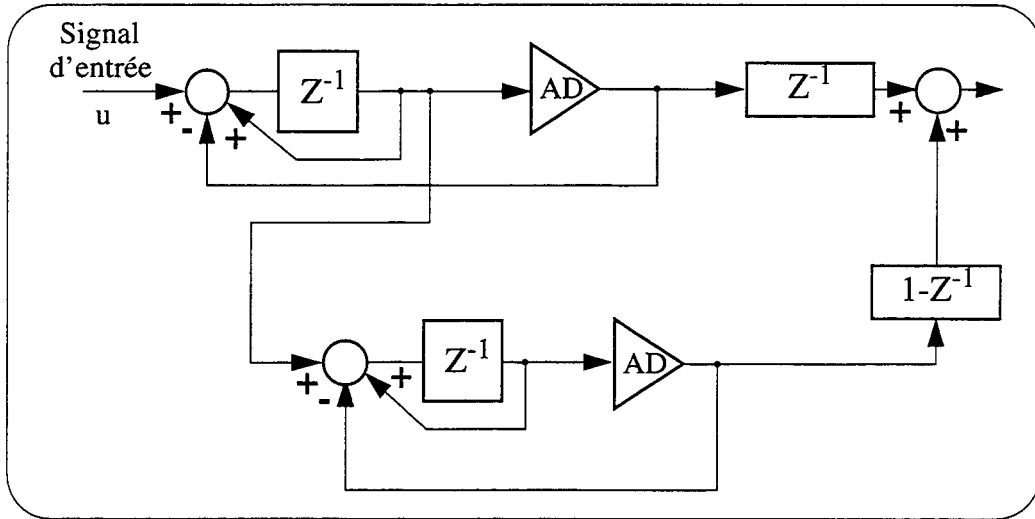 Signal
d'entrée
u
+
-
+
Z⁻¹
AD
Z⁻¹
+
+
1-Z⁻¹
+
-
+
Z⁻¹
AD